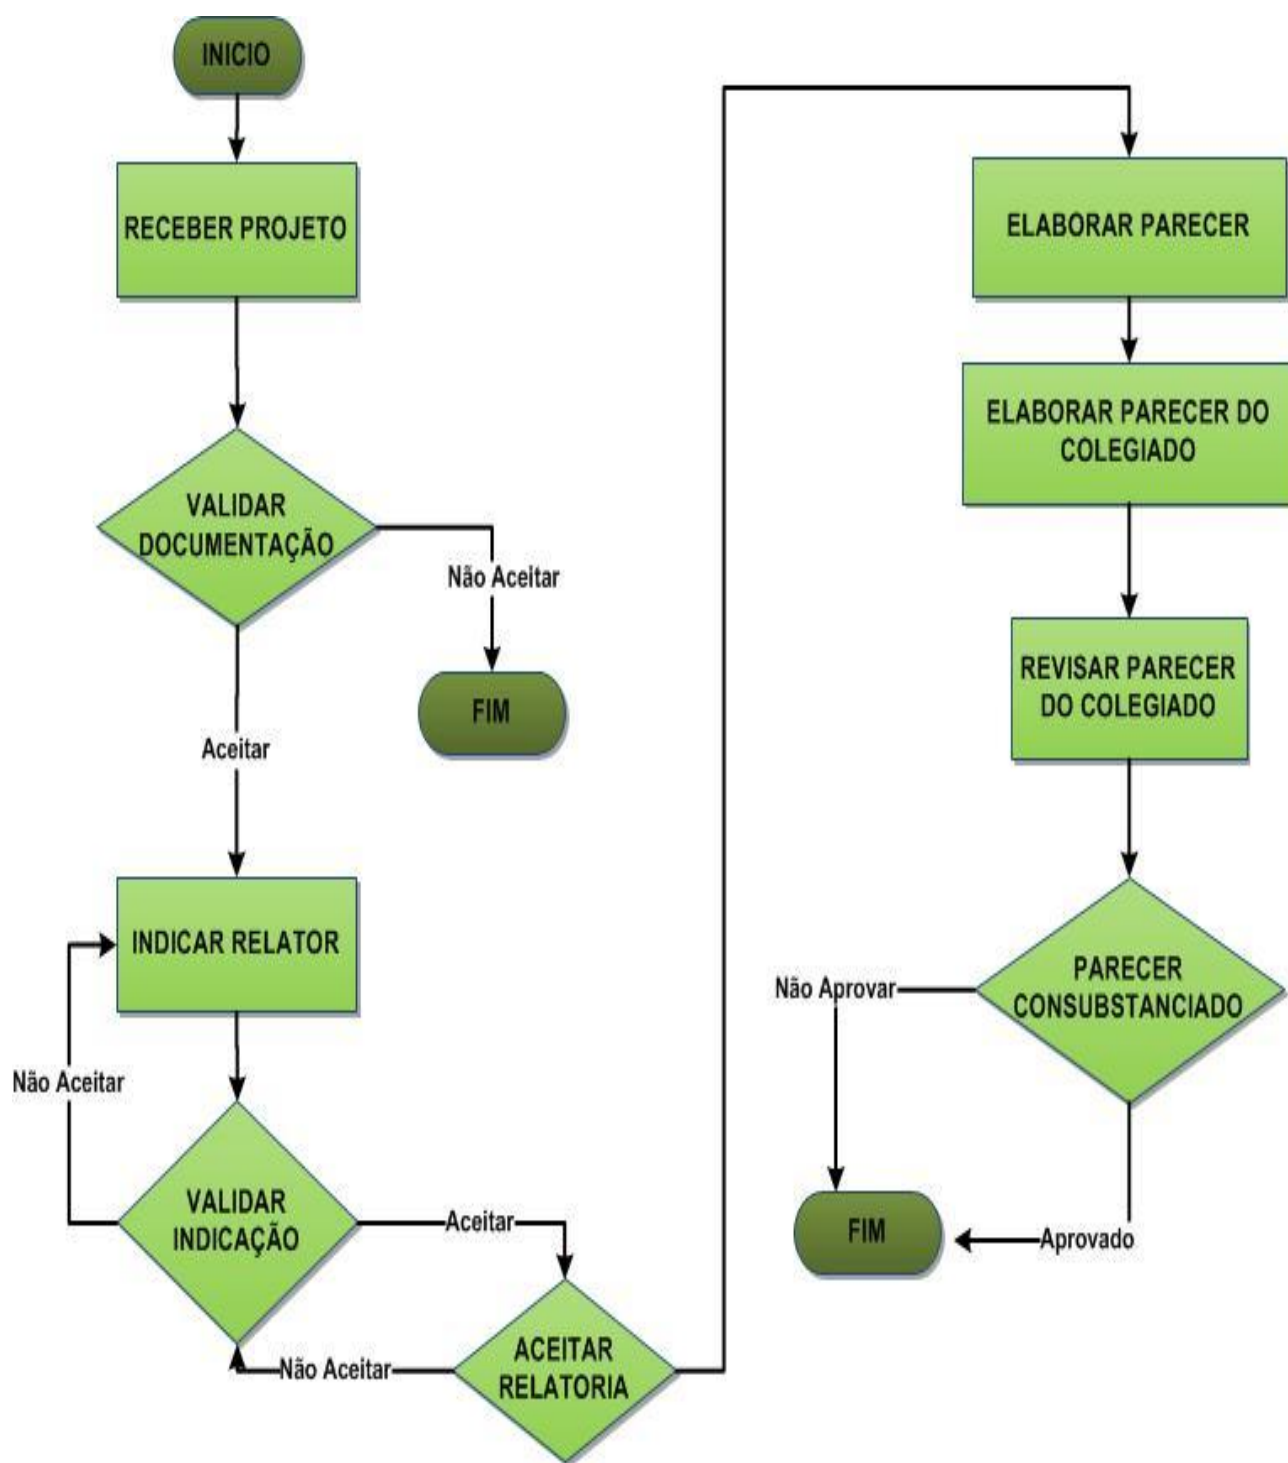 INICIO
RECEBER PROJETO
VALIDAR
DOCUMENTAÇÃO
Não Aceitar
FIM
Aceitar
INDICAR RELATOR
Não Aceitar
VALIDAR
INDICAÇÃO
Aceitar
Não Aceitar
ACEITAR
RELATORIA
ELABORAR PARECER
ELABORAR PARECER DO
COLEGIADO
REVISAR PARECER
DO COLEGIADO
PARECER
CONSUBSTANCIADO
Não Aprovar
FIM
Aprovado